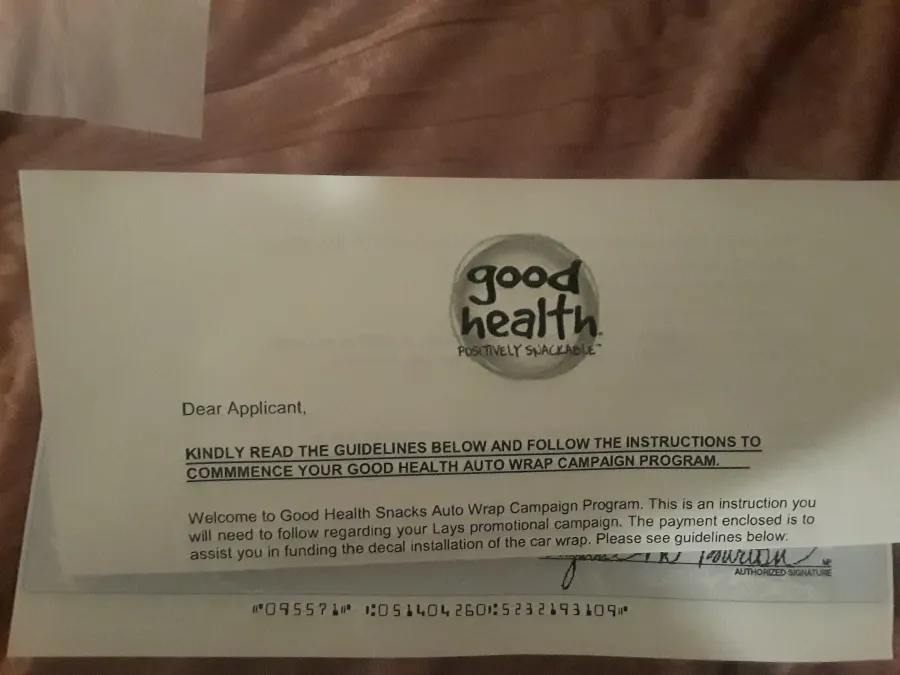 good
health™
POSITIVELY SNACKABLE™
Dear Applicant,
KINDLY READ THE GUIDELINES BELOW AND FOLLOW THE INSTRUCTIONS TO
COMMMENCE YOUR GOOD HEALTH AUTO WRAP CAMPAIGN PROGRAM.
Welcome to Good Health Snacks Auto Wrap Campaign Program. This is an instruction you
will need to follow regarding your Lays promotional campaign. The payment enclosed is to
assist you in funding the decal installation of the car wrap. Please see guidelines below:
MP
AUTHORIZED SIGNATURE
⑈095571⑈ ⑆051404260⑆5232193109⑈